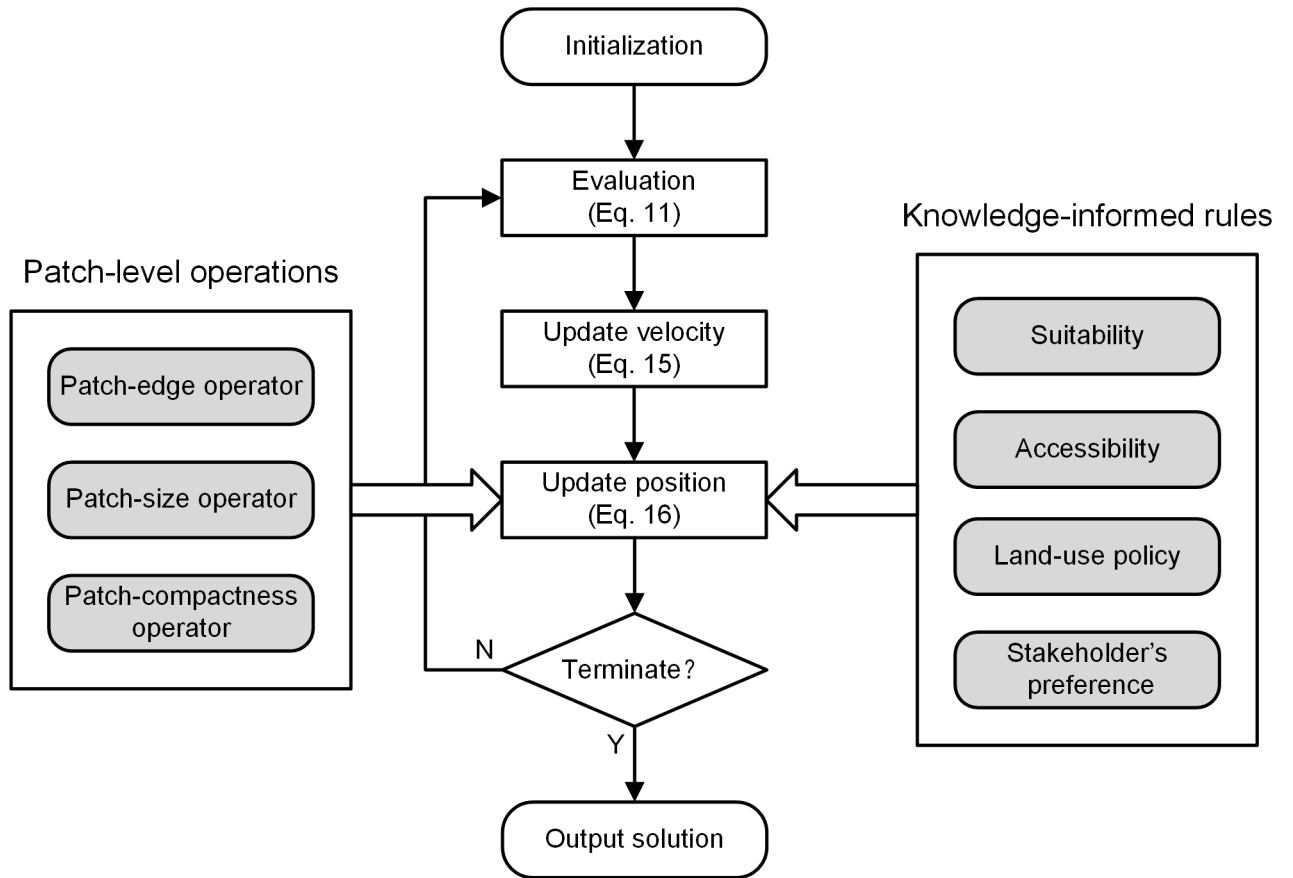 Initialization
Evaluation
(Eq. 11)
Knowledge-informed rules
Patch-level operations
Update velocity
(Eq. 15)
Suitability
Patch-edge operator
Accessibility
Patch-size operator
Update position
(Eq. 16)
Land-use policy
Patch-compactness
operator
N
Terminate?
Stakeholder’s
preference
Y
Output solution